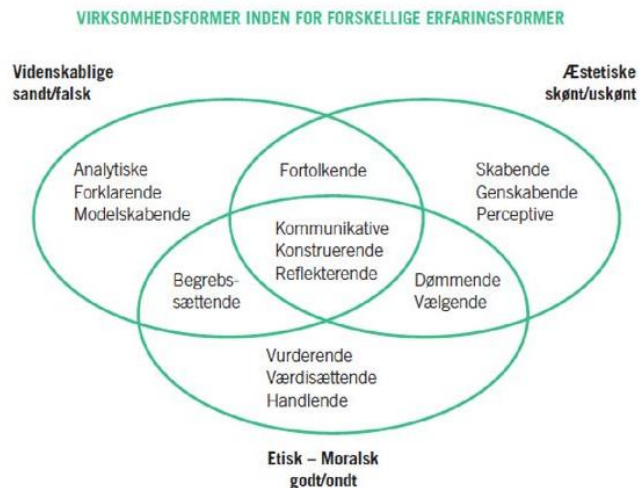 VIRKSOMHEDSFORMER INDEN FOR FORSKELLIGE ERFARINGSFORMER
Videnskablige
sandt/falsk
Æstetiske
skønt/uskønt
Analytiske
Forklarende
Modelskabende
Fortolkende
Skabende
Genskabende
Perceptive
Kommunikative
Konstruerende
Reflekterende
Begrebs-
sættende
Dømmende
Vælgende
Vurderende
Værdisættende
Handlende
Etisk – Moralsk
godt/ondt